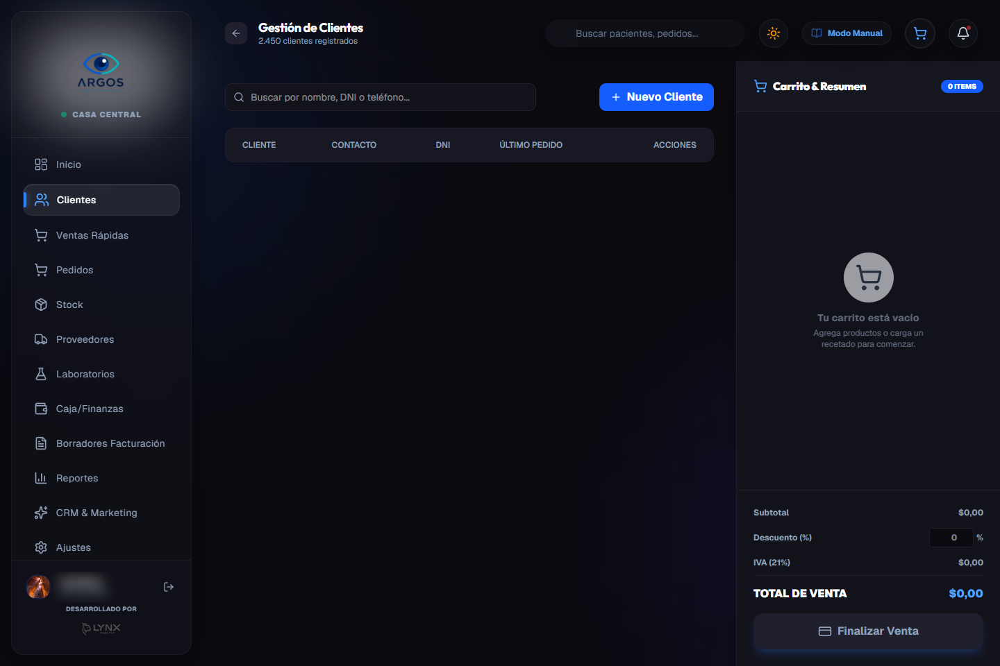 ARGOS
CASA CENTRAL
Inicio
Clientes
Ventas Rápidas
Pedidos
Stock
Proveedores
Laboratorios
Caja/Finanzas
Borradores Facturación
Reportes
CRM & Marketing
Ajustes
DESARROLLADO POR
LYNX
Gestión de Clientes
2.450 clientes registrados
Buscar pacientes, pedidos...
Modo Manual
Buscar por nombre, DNI o teléfono...
Nuevo Cliente
CLIENTE CONTACTO DNI ÚLTIMO PEDIDO ACCIONES
Carrito & Resumen
0 ITEMS
Tu carrito está vacío
Agrega productos o carga un
recetado para comenzar.
Subtotal $0,00
Descuento (%) 0 %
IVA (21%) $0,00
TOTAL DE VENTA $0,00
Finalizar Venta